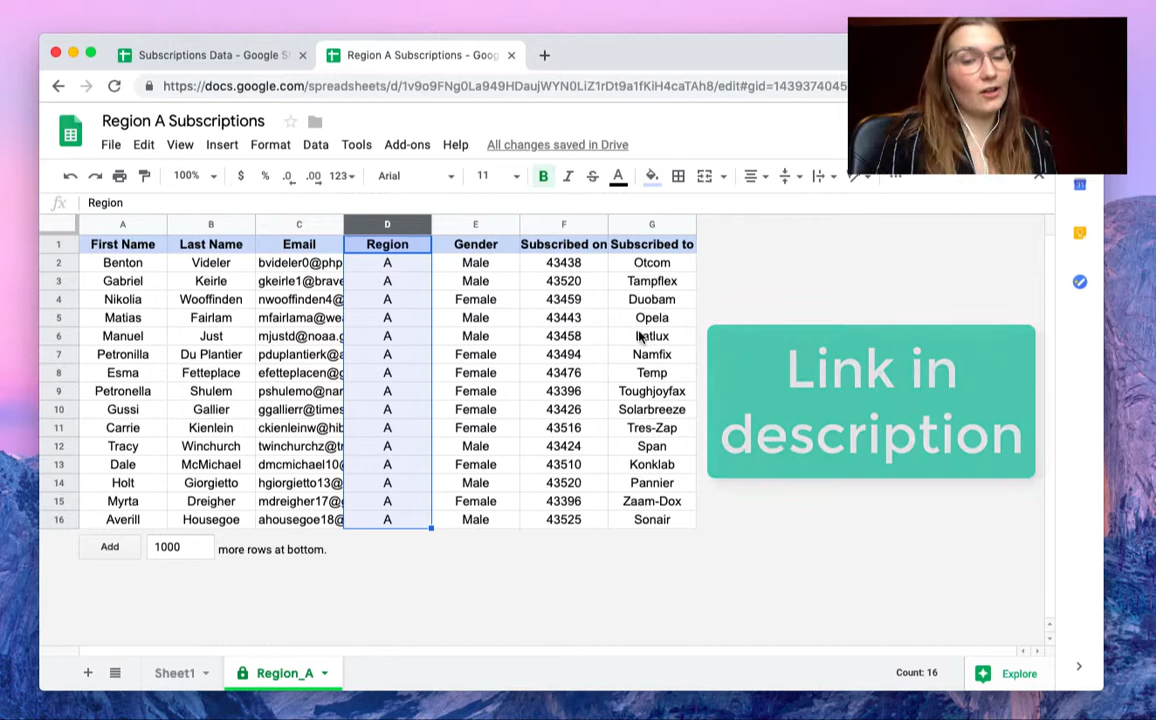 Subscriptions Data - Google S
Region A Subscriptions - Goog
https://docs.google.com/spreadsheets/d/1v9o9FNg0La949HDaujWYN0LiZ1rDt9a1fKiH4caTAh8/edit#gid=1439374045
Region A Subscriptions
File Edit View Insert Format Data Tools Add-ons Help All changes saved in Drive
100% $ % .0 .00 123 Arial 11 B I S A
fx Region
A B C D E F G
1 First Name Last Name Email Region Gender Subscribed on Subscribed to
2 Benton Videler bvideler0@php A Male 43438 Otcom
3 Gabriel Keirle gkeirle1@brave A Male 43520 Tampflex
4 Nikolia Wooffinden nwooffinden4@ A Female 43459 Duobam
5 Matias Fairlam mfairlama@we A Male 43443 Opela
6 Manuel Just mjustd@noaa.g A Male 43458
7 Petronilla Du Plantier pduplantierk@a A Female 43494 Namfix
8 Esma Fetteplace efetteplacen@g A Female 43476 Temp
9 Petronella Shulem pshulemo@nar A Female 43396 Toughjoyfax
10 Gussi Gallier ggallierr@times A Female 43426 Solarbreeze
11 Carrie Kienlein ckienleinw@hib A Female 43516 Tres-Zap
12 Tracy Winchurch twinchurchz@tr A Male 43424 Span
13 Dale McMichael dmcmichael10@ A Female 43510 Konklab
14 Holt Giorgietto hgiorgietto13@ A Male 43520 Pannier
15 Myrta Dreigher mdreigher17@g A Female 43396 Zaam-Dox
16 Averill Housegoe ahousegoe18@ A Male 43525 Sonair
Link in
description
Add 1000 more rows at bottom.
Sheet1 Region_A Count: 16 Explore